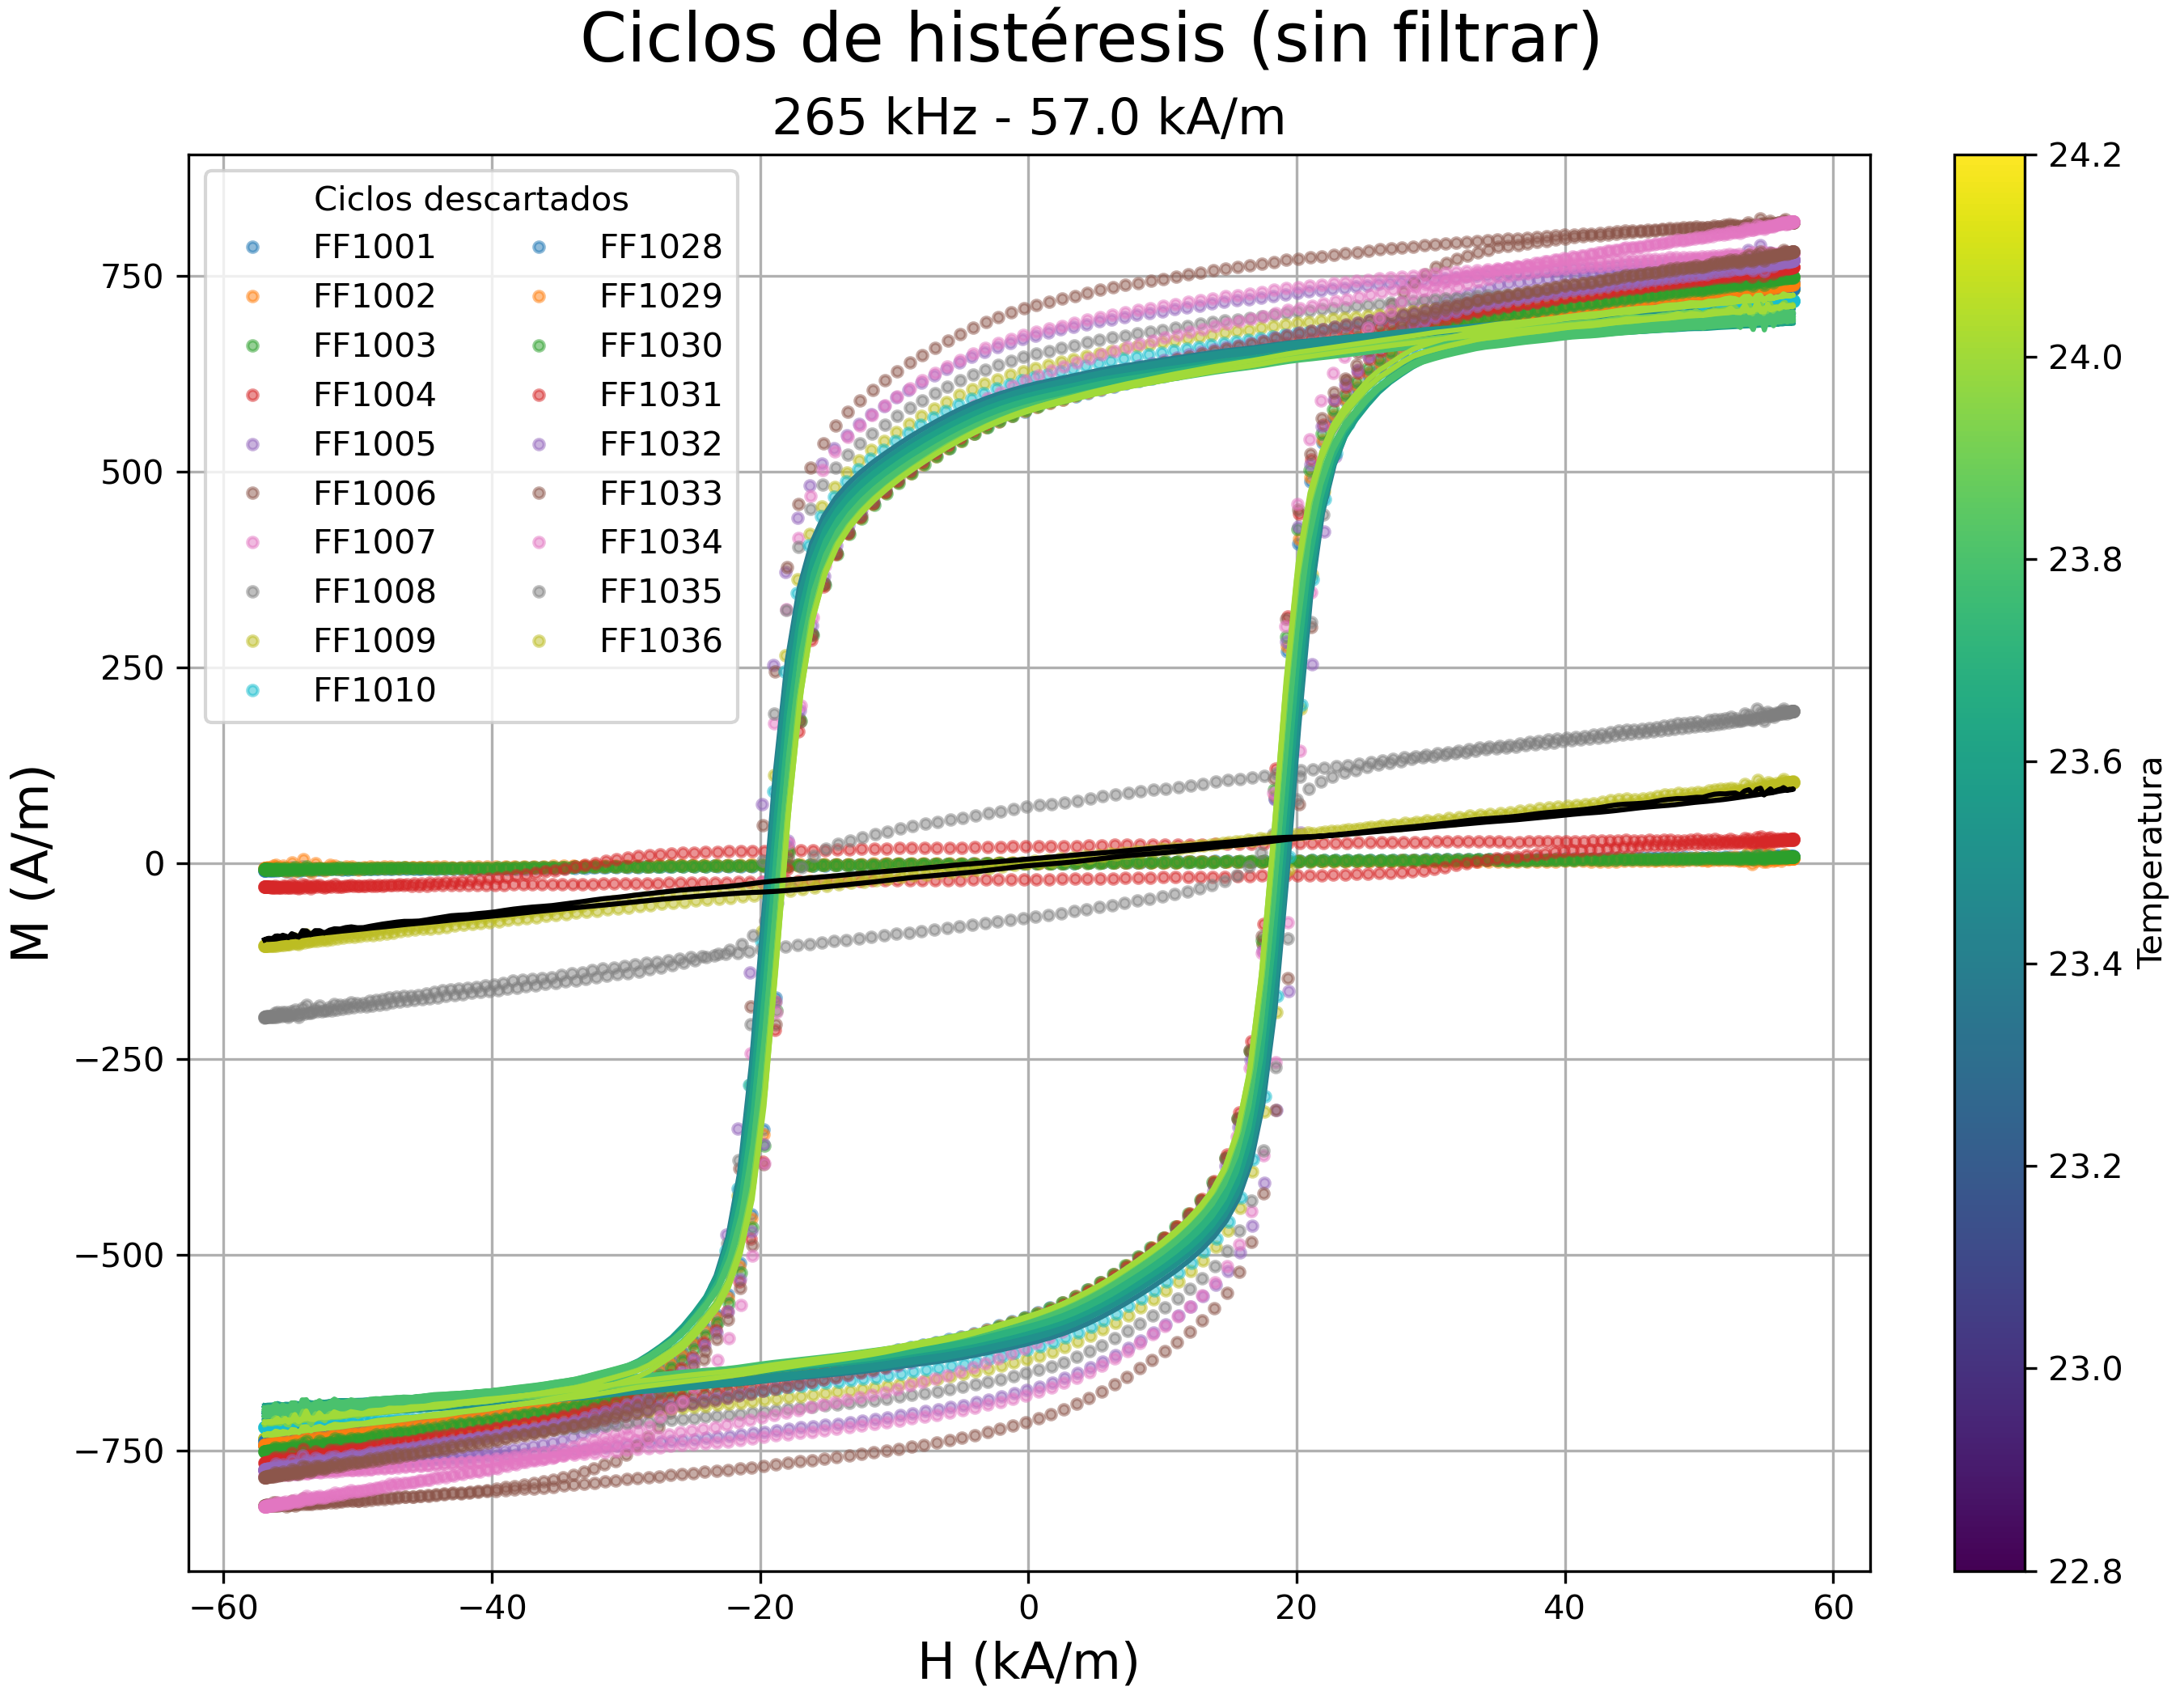 Ciclos de histéresis (sin filtrar)
265 kHz - 57.0 kA/m
Ciclos descartados
FF1001 FF1028
FF1002 FF1029
FF1003 FF1030
FF1004 FF1031
FF1005 FF1032
FF1006 FF1033
FF1007 FF1034
FF1008 FF1035
FF1009 FF1036
FF1010
M (A/m)
750
500
250
0
−250
−500
−750
−60 −40 −20 0 20 40 60
H (kA/m)
24.2
24.0
23.8
23.6
23.4
23.2
23.0
22.8
Temperatura